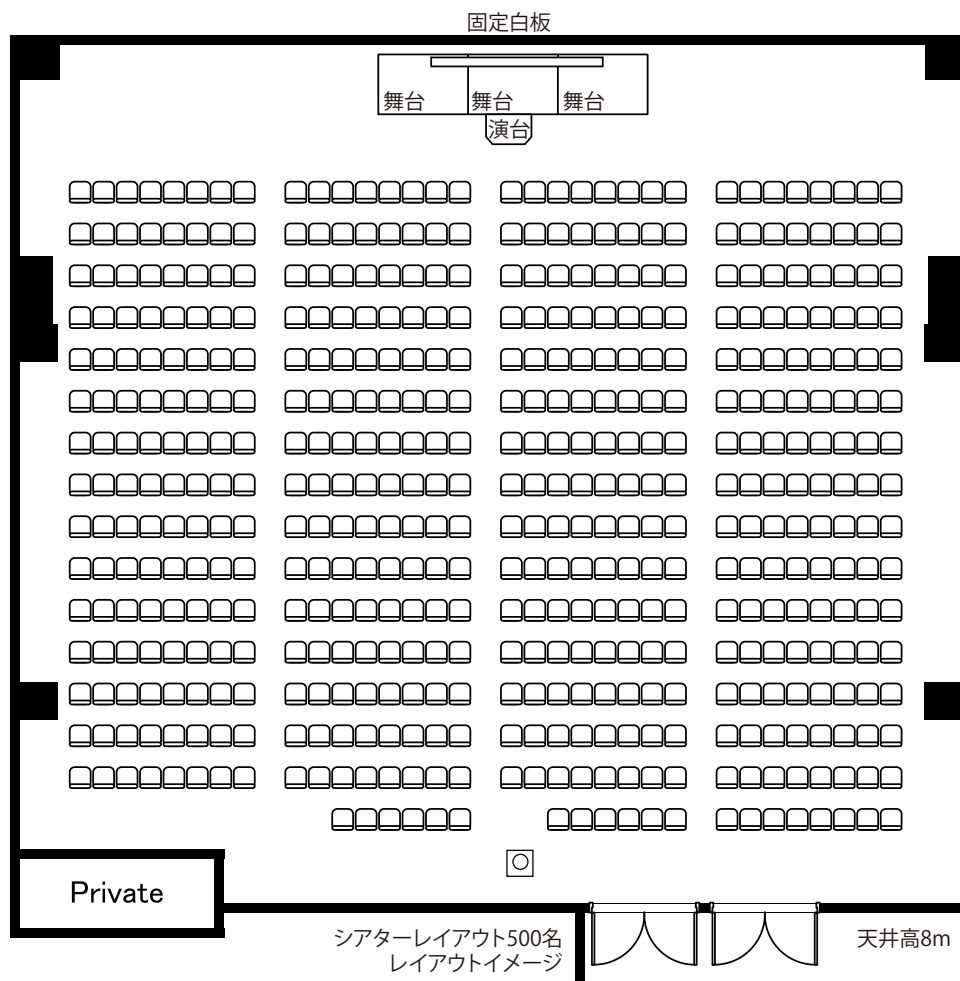 固定白板
舞台 舞台 舞台
演台
Private
シアターレイアウト500名
レイアウトイメージ
天井高8m